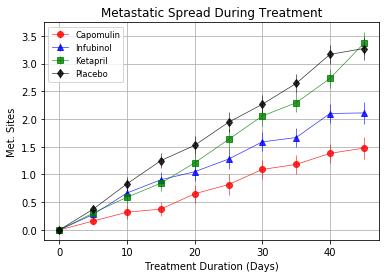 Metastatic Spread During Treatment
Capomulin
Infubinol
Ketapril
Placebo
Met. Sites
3.5
3.0
2.5
2.0
1.5
1.0
0.5
0.0
0 10 20 30 40
Treatment Duration (Days)